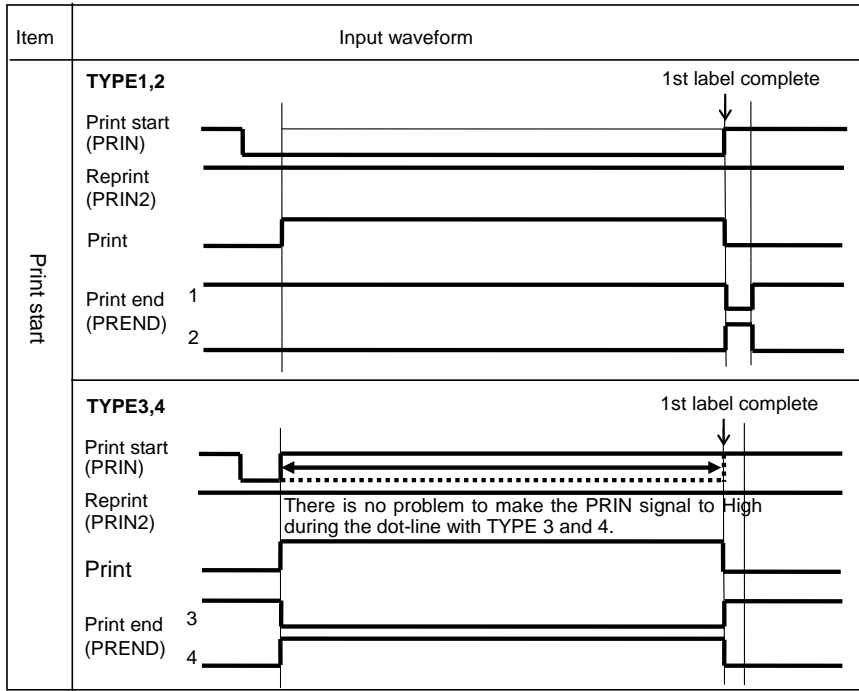 Item
Input waveform
Print start
TYPE1,2
1st label complete
Print start
(PRIN)
Reprint
(PRIN2)
Print
Print end
(PREND)
1
2
TYPE3,4
1st label complete
Print start
(PRIN)
Reprint
(PRIN2)
There is no problem to make the PRIN signal to High
during the dot-line with TYPE 3 and 4.
Print
Print end
(PREND)
3
4